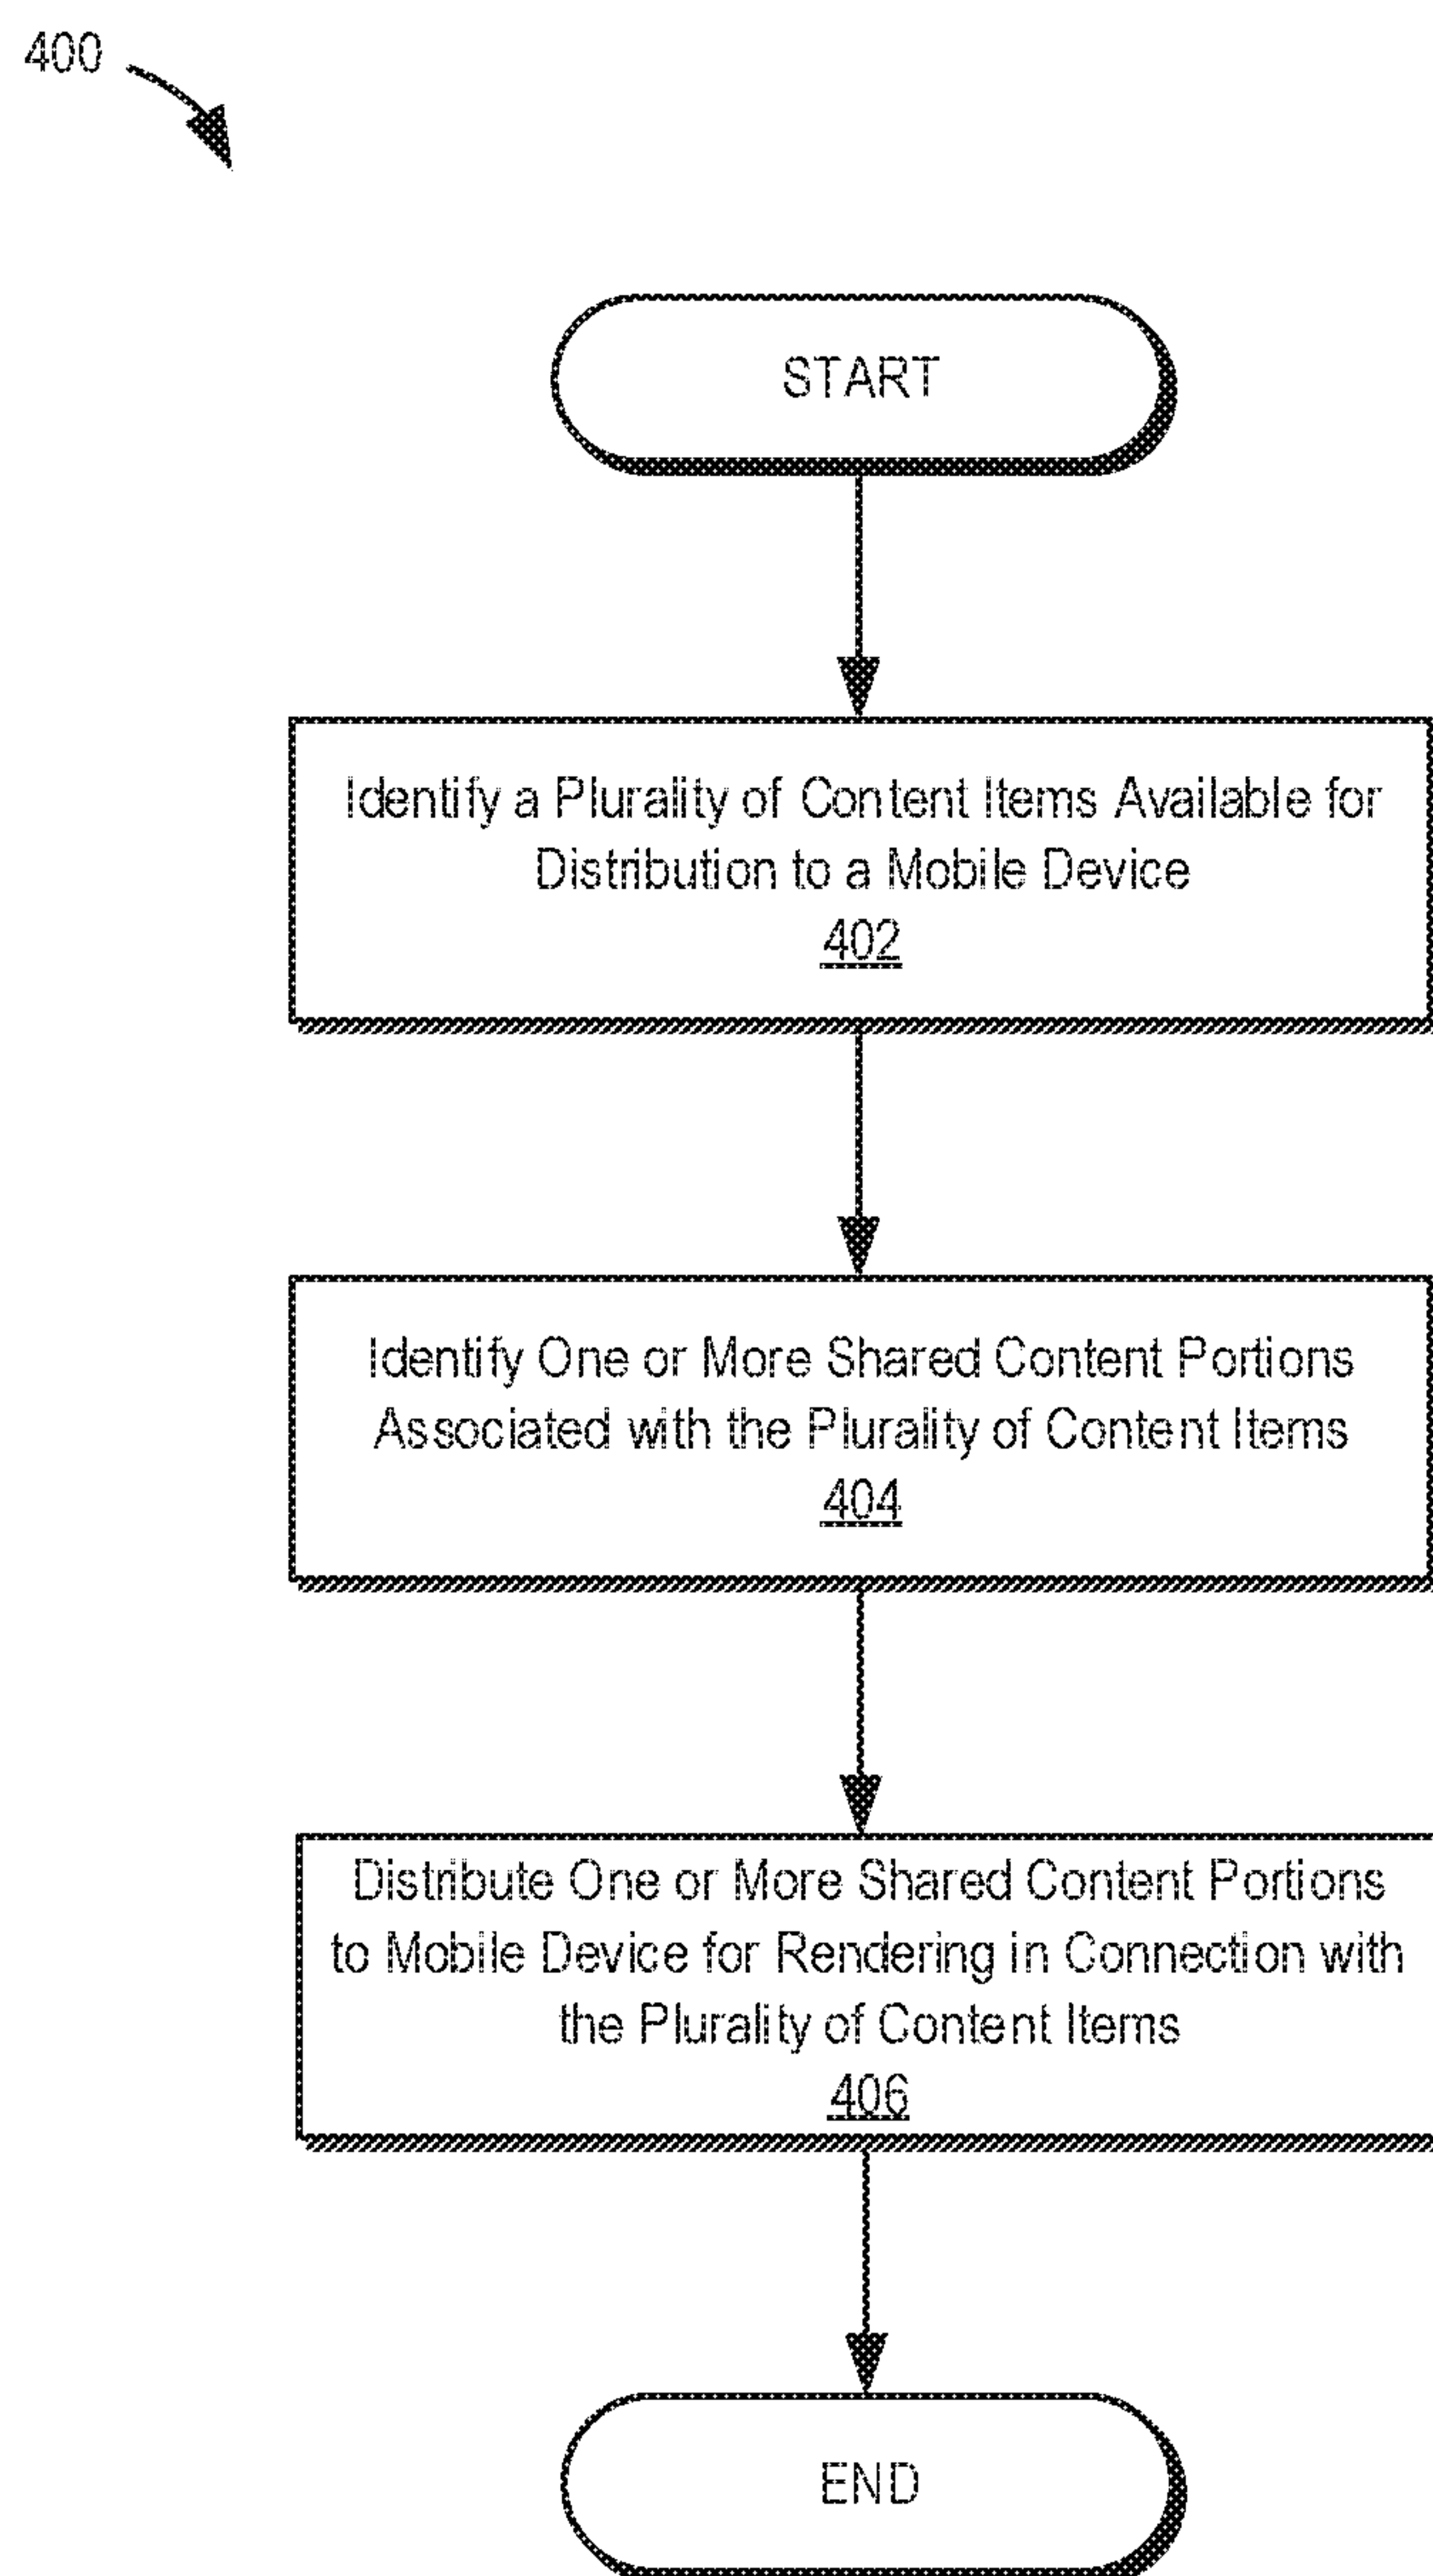 400
START
Identify a Plurality of Content Items Available for
Distribution to a Mobile Device
402
Identify One or More Shared Content Portions
Associated with the Plurality of Content Items
404
Distribute One or More Shared Content Portions
to Mobile Device for Rendering in Connection with
the Plurality of Content Items
406
END